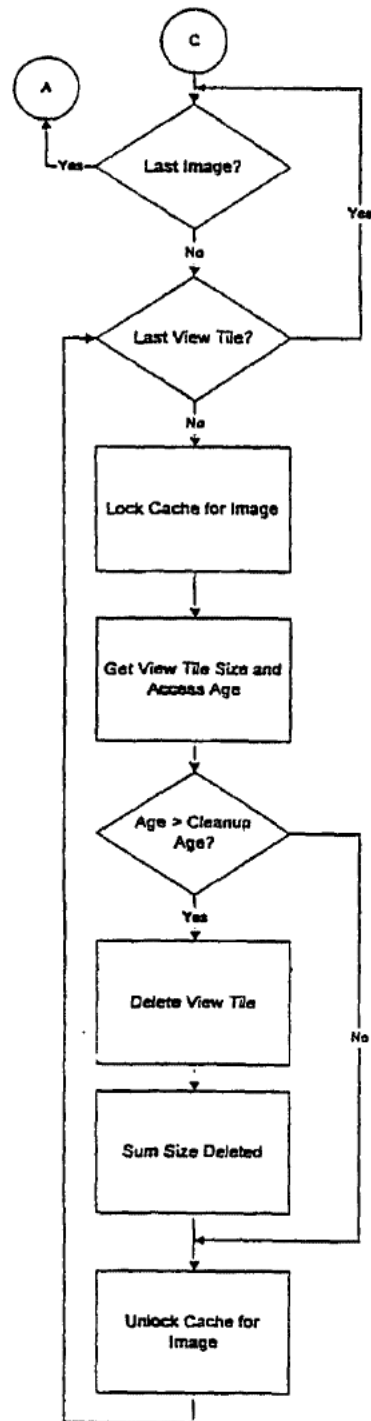 C
A
Last Image?
Yes
Yes
No
Last View Tile?
No
Lock Cache for Image
Get View Tile Size and
Access Age
Age > Cleanup
Age?
Yes
Delete View Tile
No
Sum Size Deleted
Unlock Cache for
Image